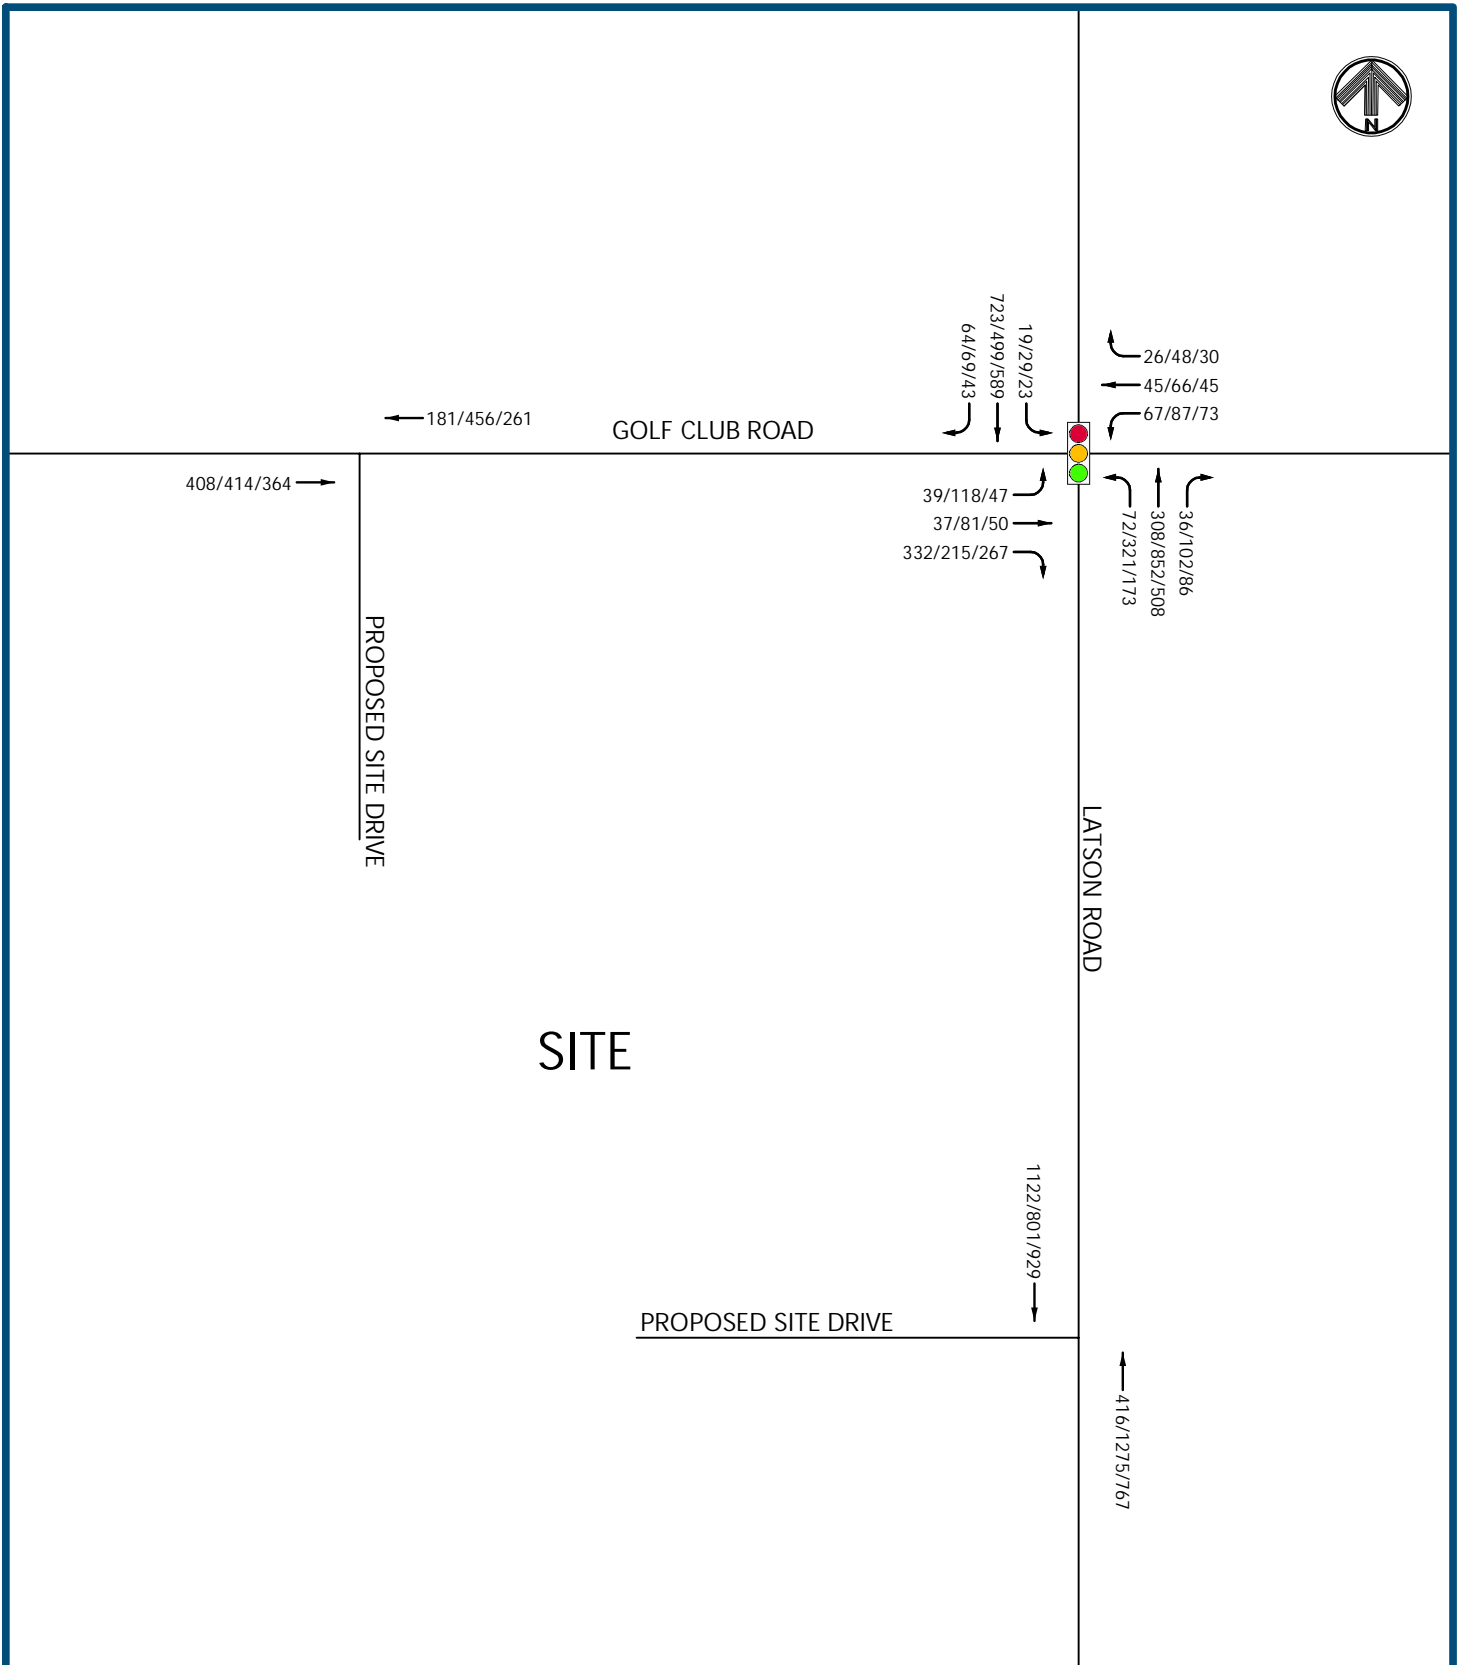 N
723/499/589
64/69/43
19/29/23
26/48/30
45/66/45
67/87/73
181/456/261
GOLF CLUB ROAD
408/414/364
39/118/47
37/81/50
332/215/267
72/321/173
308/852/508
36/102/86
PROPOSED SITE DRIVE
LATSON ROAD
SITE
1122/801/929
PROPOSED SITE DRIVE
416/1275/767